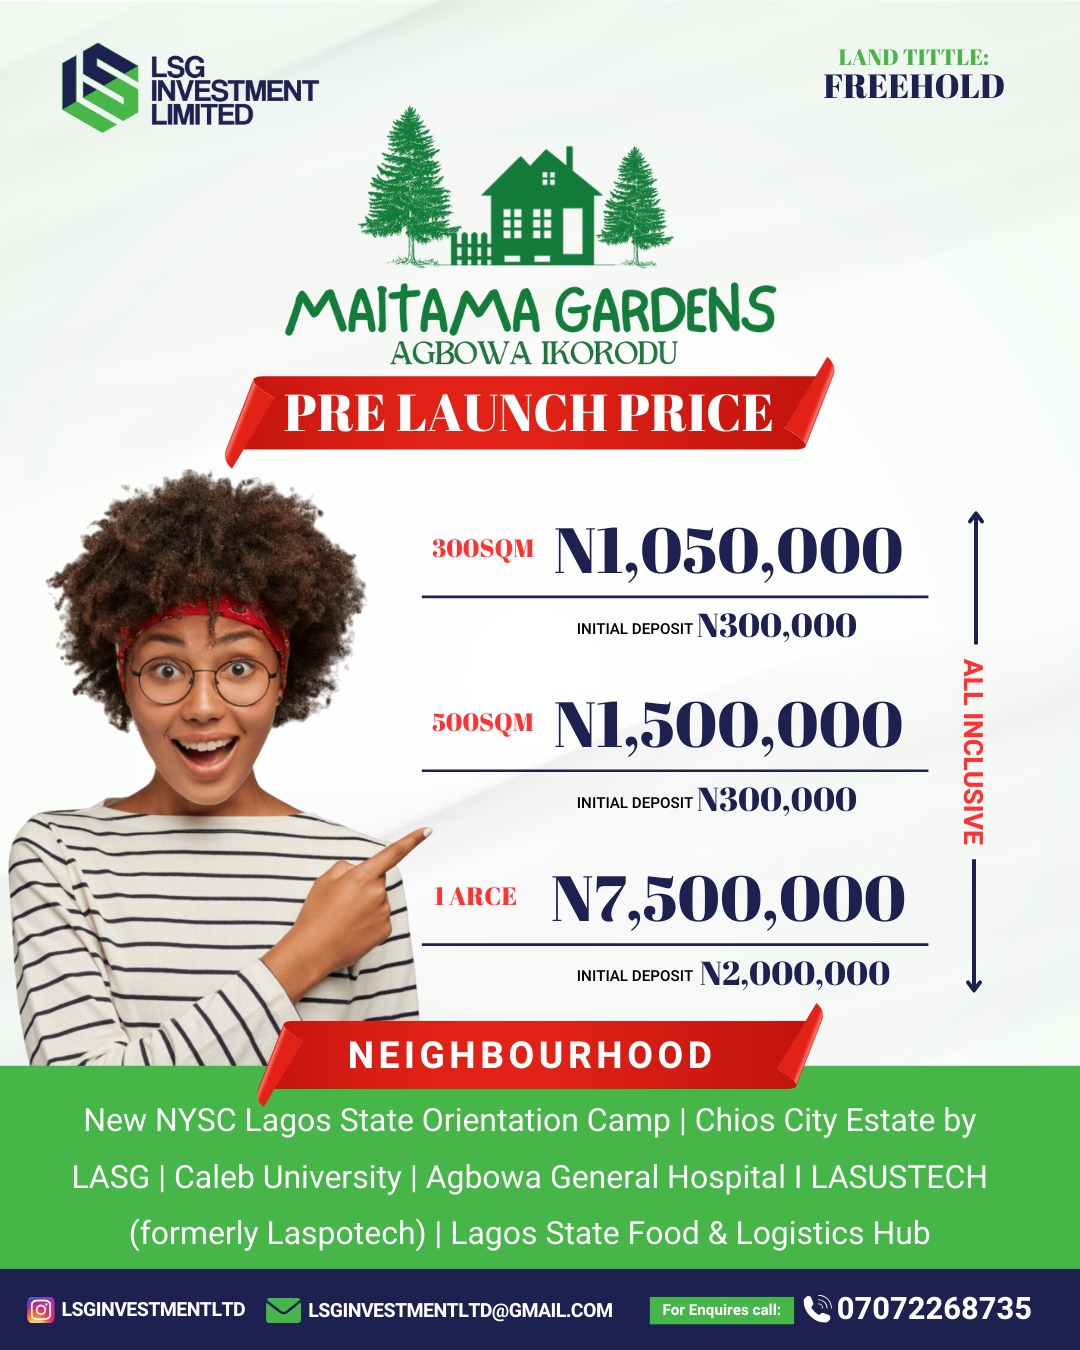 LSG
INVESTMENT
LIMITED
LAND TITTLE:
FREEHOLD
MAITAMA GARDENS
AGBOWA IKORODU
PRE LAUNCH PRICE
300SQM N1,050,000
INITIAL DEPOSIT N300,000
500SQM N1,500,000
INITIAL DEPOSIT N300,000
1 ARCE N7,500,000
INITIAL DEPOSIT N2,000,000
ALL INCLUSIVE
NEIGHBOURHOOD
New NYSC Lagos State Orientation Camp | Chios City Estate by
LASG | Caleb University | Agbowa General Hospital I LASUSTECH
(formerly Laspotech) | Lagos State Food & Logistics Hub
LSGINVESTMENTLTD LSGINVESTMENTLTD@GMAIL.COM For Enquires call: 07072268735